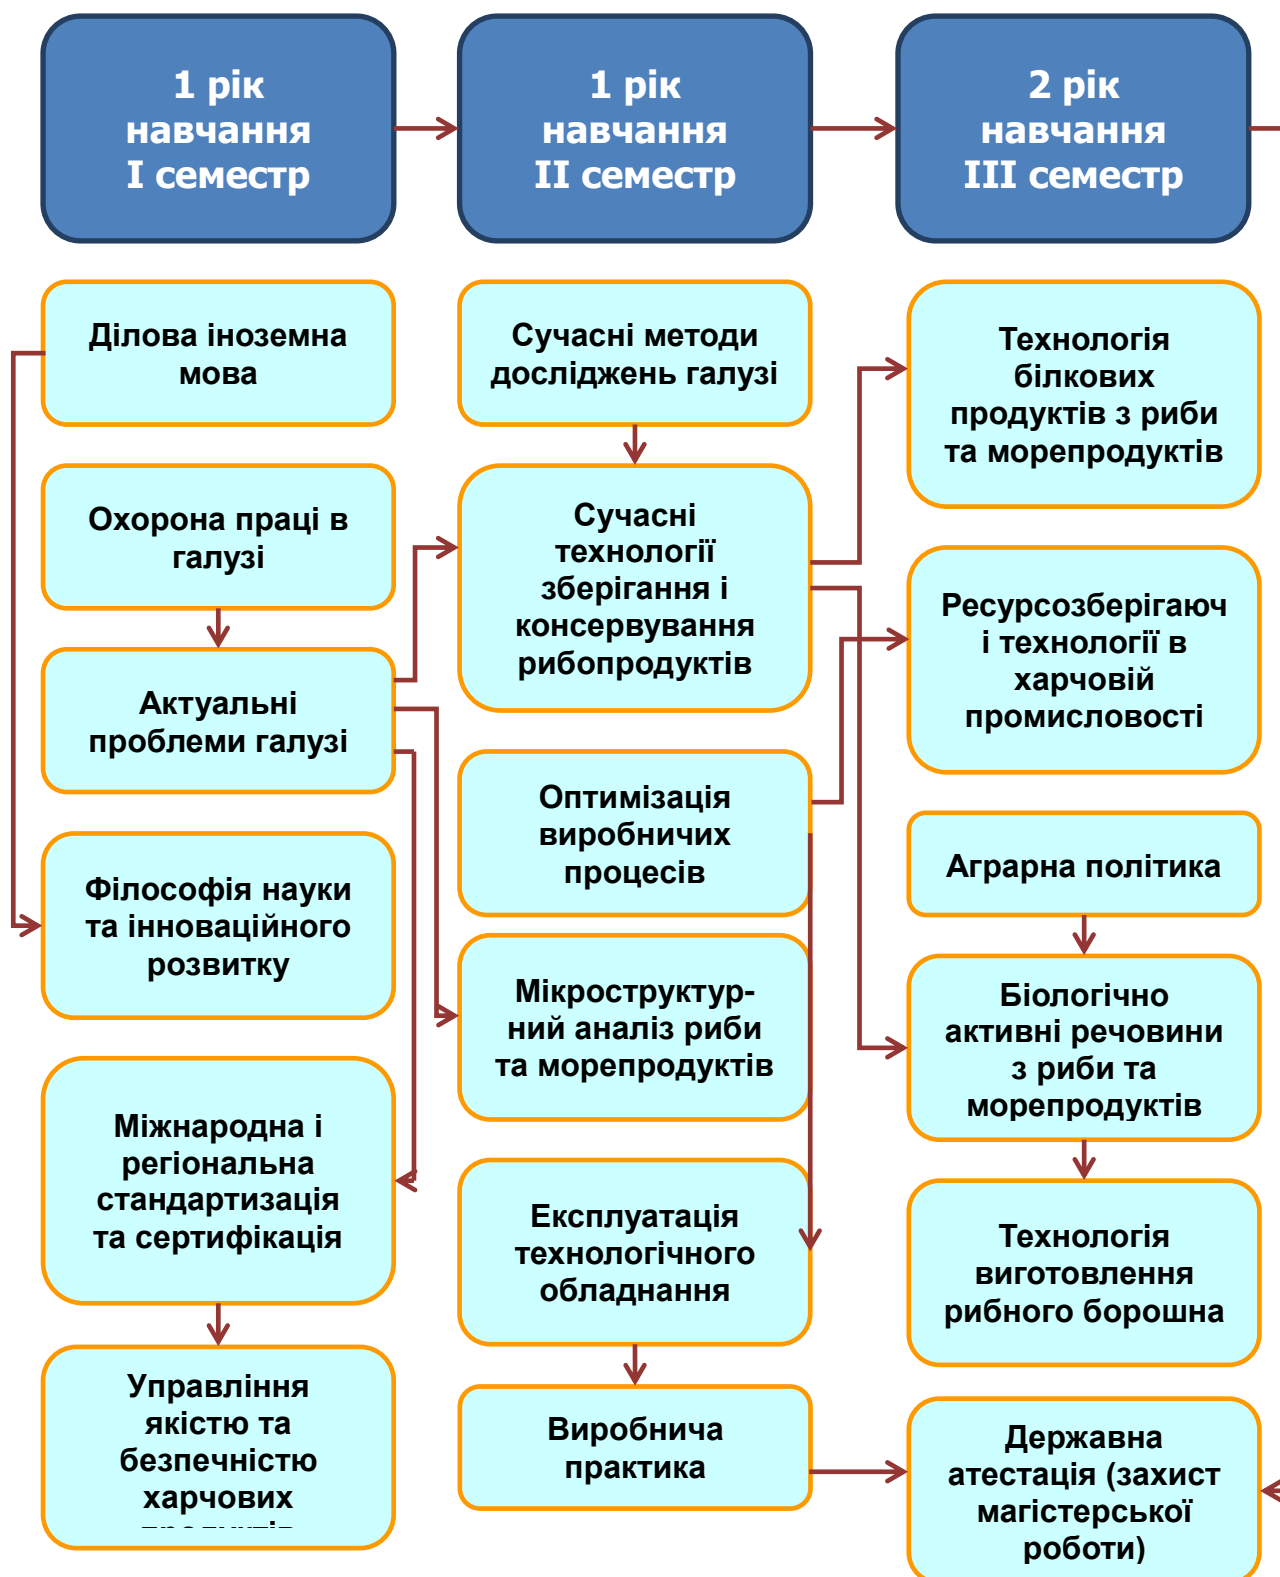 1 рік
навчання
I семестр
1 рік
навчання
II семестр
2 рік
навчання
III семестр
Ділова іноземна
мова
Охорона праці в
галузі
Актуальні
проблеми галузі
Філософія науки
та інноваційного
розвитку
Міжнародна і
регіональна
стандартизація
та сертифікація
Управління
якістю та
безпечністю
харчових
Сучасні методи
досліджень галузі
Сучасні
технології
зберігання і
консервування
рибопродуктів
Оптимізація
виробничих
процесів
Мікроструктур-
ний аналіз риби
та морепродуктів
Експлуатація
технологічного
обладнання
Виробнича
практика
Технологія
білкових
продуктів з риби
та морепродуктів
Ресурсозберігаюч
і технології в
харчовій
промисловості
Аграрна політика
Біологічно
активні речовини
з риби та
морепродуктів
Технологія
виготовлення
рибного борошна
Державна
атестація (захист
магістерської
роботи)